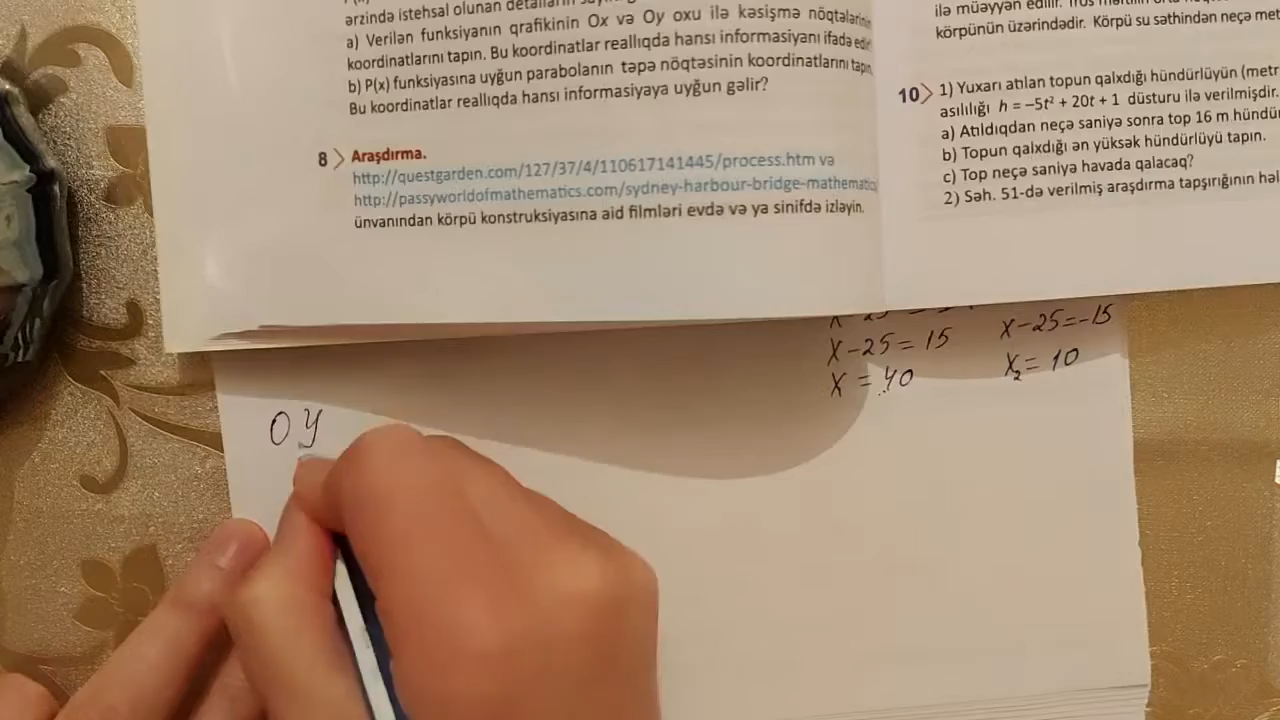 ərzində istehsal olunan detalların
a) Verilən funksiyanın qrafikinin Ox və Oy oxu ilə kəsişmə nöqtələrinin
koordinatlarını tapın. Bu koordinatlar reallıqda hansı informasiyanı ifadə edir
b) P(x) funksiyasına uyğun parabolanın təpə nöqtəsinin koordinatlarını tapın
Bu koordinatlar reallıqda hansı informasiyaya uyğun gəlir?
8 Araşdırma.
http://questgarden.com/127/37/4/110617141445/process.htm və
http://passyworldofmathematics.com/sydney-harbour-bridge-mathematic
ünvanından körpü konstruksiyasına aid filmləri evdə və ya sinifdə izləyin.
ilə müəyyən edilir.
körpünün üzərindədir. Körpü su səthindən neçə met
10 1) Yuxarı atılan topun qalxdığı hündürlüyün (metr
asılılığı h = –5t² + 20t + 1 düsturu ilə verilmişdir.
a) Atıldıqdan neçə saniyə sonra top 16 m hündür
b) Topun qalxdığı ən yüksək hündürlüyü tapın.
c) Top neçə saniyə havada qalacaq?
2) Səh. 51-də verilmiş araşdırma tapşırığının həl
x-25=15 x-25=-15
x=40 x₂=10
OY